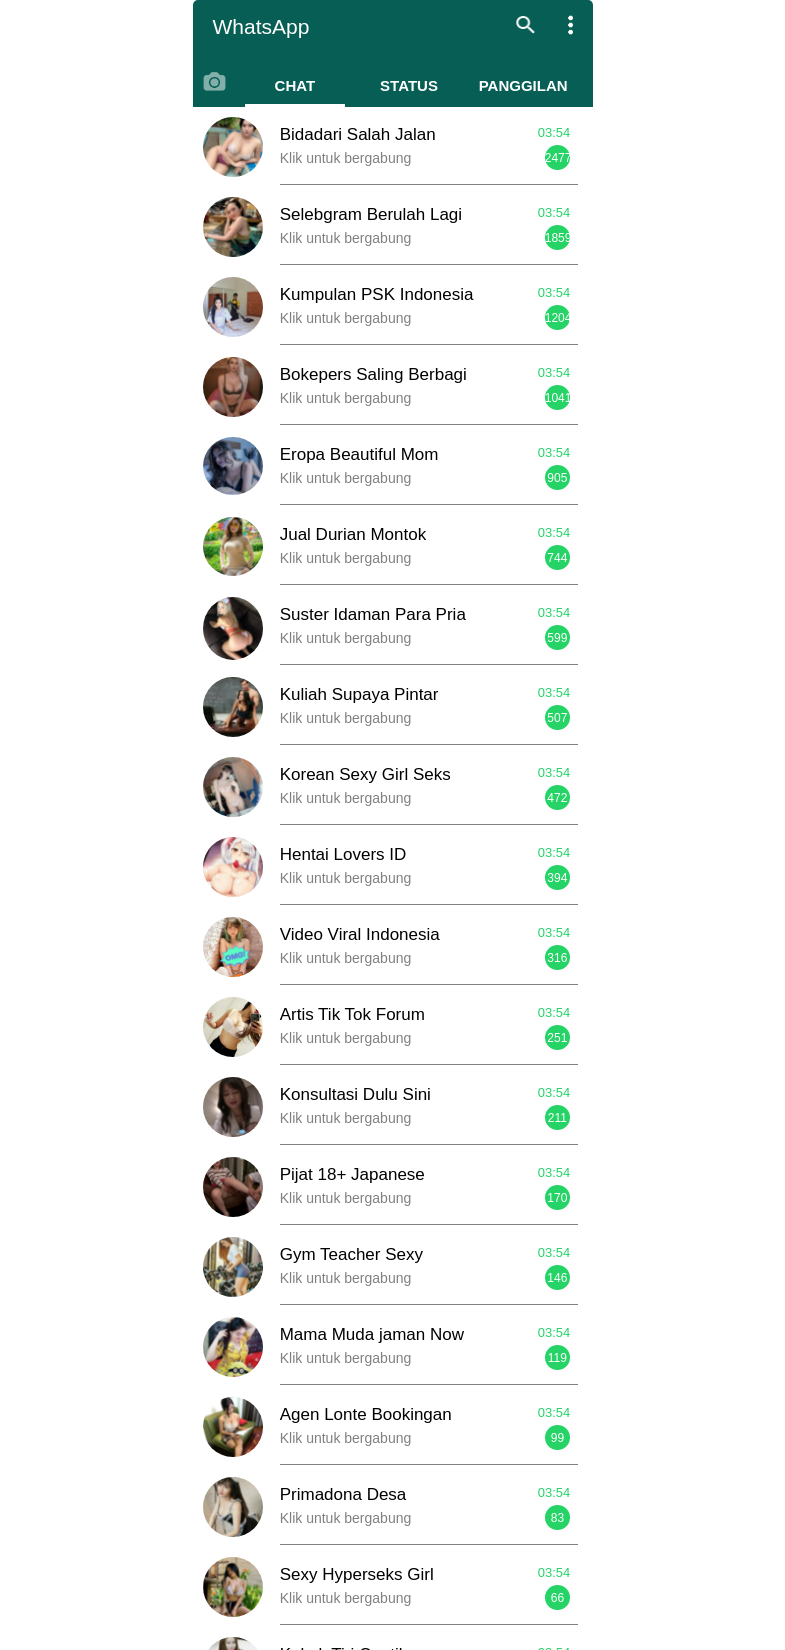 WhatsApp
CHAT STATUS PANGGILAN
Bidadari Salah Jalan 03:54
Klik untuk bergabung 2477
Selebgram Berulah Lagi 03:54
Klik untuk bergabung 1859
Kumpulan PSK Indonesia 03:54
Klik untuk bergabung 1204
Bokepers Saling Berbagi 03:54
Klik untuk bergabung 1041
Eropa Beautiful Mom 03:54
Klik untuk bergabung 905
Jual Durian Montok 03:54
Klik untuk bergabung 744
Suster Idaman Para Pria 03:54
Klik untuk bergabung 599
Kuliah Supaya Pintar 03:54
Klik untuk bergabung 507
Korean Sexy Girl Seks 03:54
Klik untuk bergabung 472
Hentai Lovers ID 03:54
Klik untuk bergabung 394
Video Viral Indonesia 03:54
OMG!
Klik untuk bergabung 316
Artis Tik Tok Forum 03:54
Klik untuk bergabung 251
Konsultasi Dulu Sini 03:54
Klik untuk bergabung 211
Pijat 18+ Japanese 03:54
Klik untuk bergabung 170
Gym Teacher Sexy 03:54
Klik untuk bergabung 146
Mama Muda jaman Now 03:54
Klik untuk bergabung 119
Agen Lonte Bookingan 03:54
Klik untuk bergabung 99
Primadona Desa 03:54
Klik untuk bergabung 83
Sexy Hyperseks Girl 03:54
Klik untuk bergabung 66